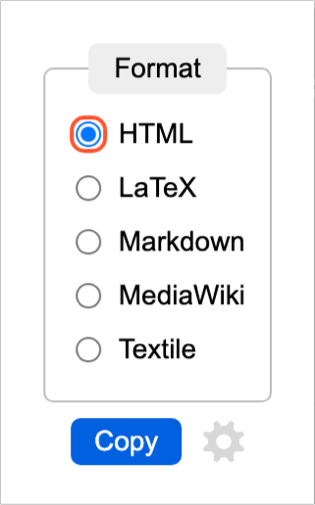 Format
HTML
LaTeX
Markdown
MediaWiki
Textile
Copy